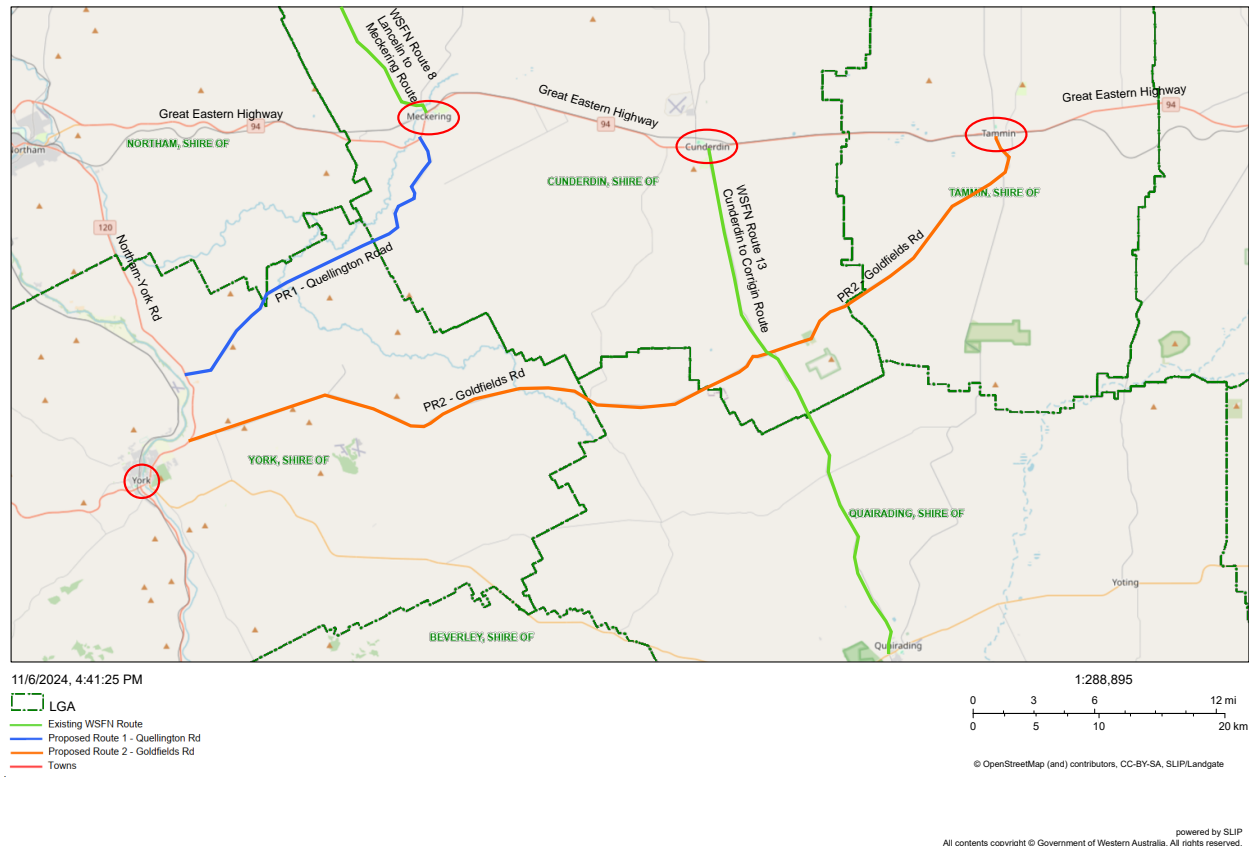 WSFN Route 8
Lancelin to
Meckering Route
Great Eastern Highway
94
Meckering
Great Eastern Highway
94
Great Eastern Highway
94
NORTHAM, SHIRE OF
ortham
Cunderdin
Tammin
CUNDERDIN, SHIRE OF
TAMMIN, SHIRE OF
120
Northam-York Rd
PR1 - Quellington Road
WSFN Route 13
Cunderdin to Corrigin Route
PR2 - Goldfields Rd
PR2 - Goldfields Rd
YORK, SHIRE OF
York
QUAIRADING, SHIRE OF
Yoting
BEVERLEY, SHIRE OF
Quairading
11/6/2024, 4:41:25 PM
LGA
Existing WSFN Route
Proposed Route 1 - Quellington Rd
Proposed Route 2 - Goldfields Rd
Towns
1:288,895
0 3 6 12 mi
0 5 10 20 km
© OpenStreetMap (and) contributors, CC-BY-SA, SLIP/Landgate
powered by SLIP
All contents copyright © Government of Western Australia. All rights reserved.